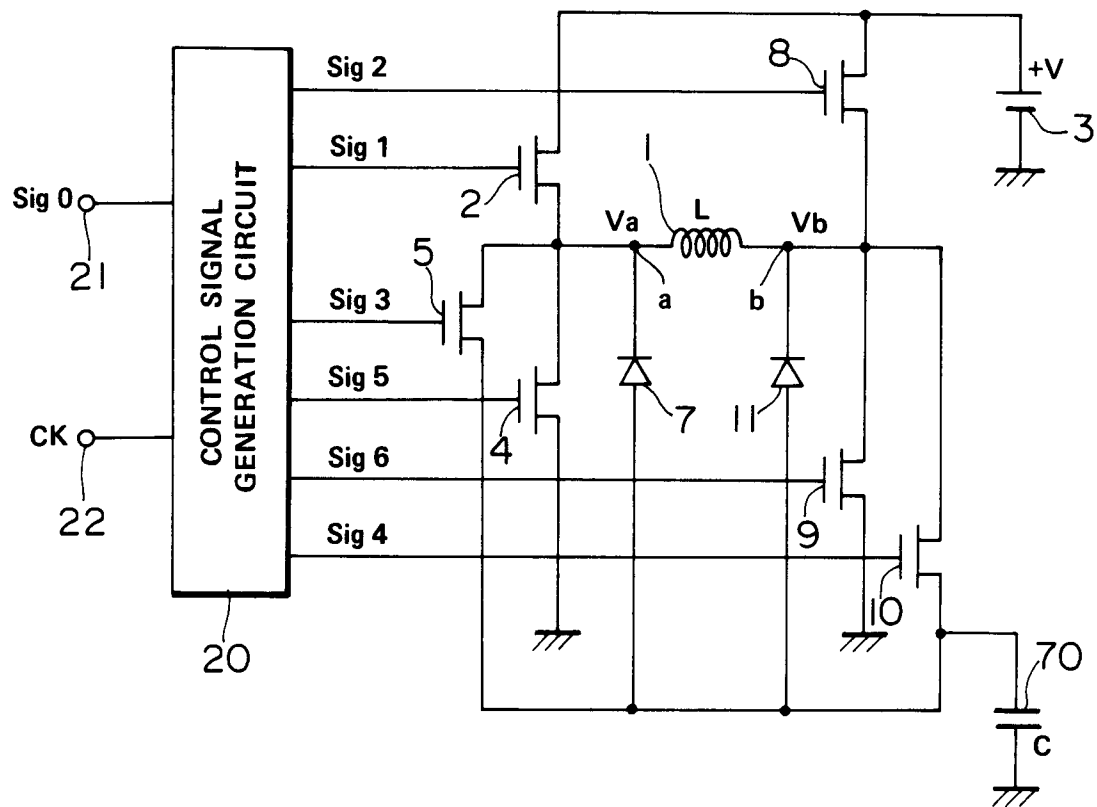 Sig 2
8
+V
3
Sig 1
2
1
L
Va
Vb
a
b
Sig 0
21
CONTROL SIGNAL
GENERATION CIRCUIT
5
Sig 3
7
11
Sig 5
4
CK
22
Sig 6
9
Sig 4
10
20
70
C